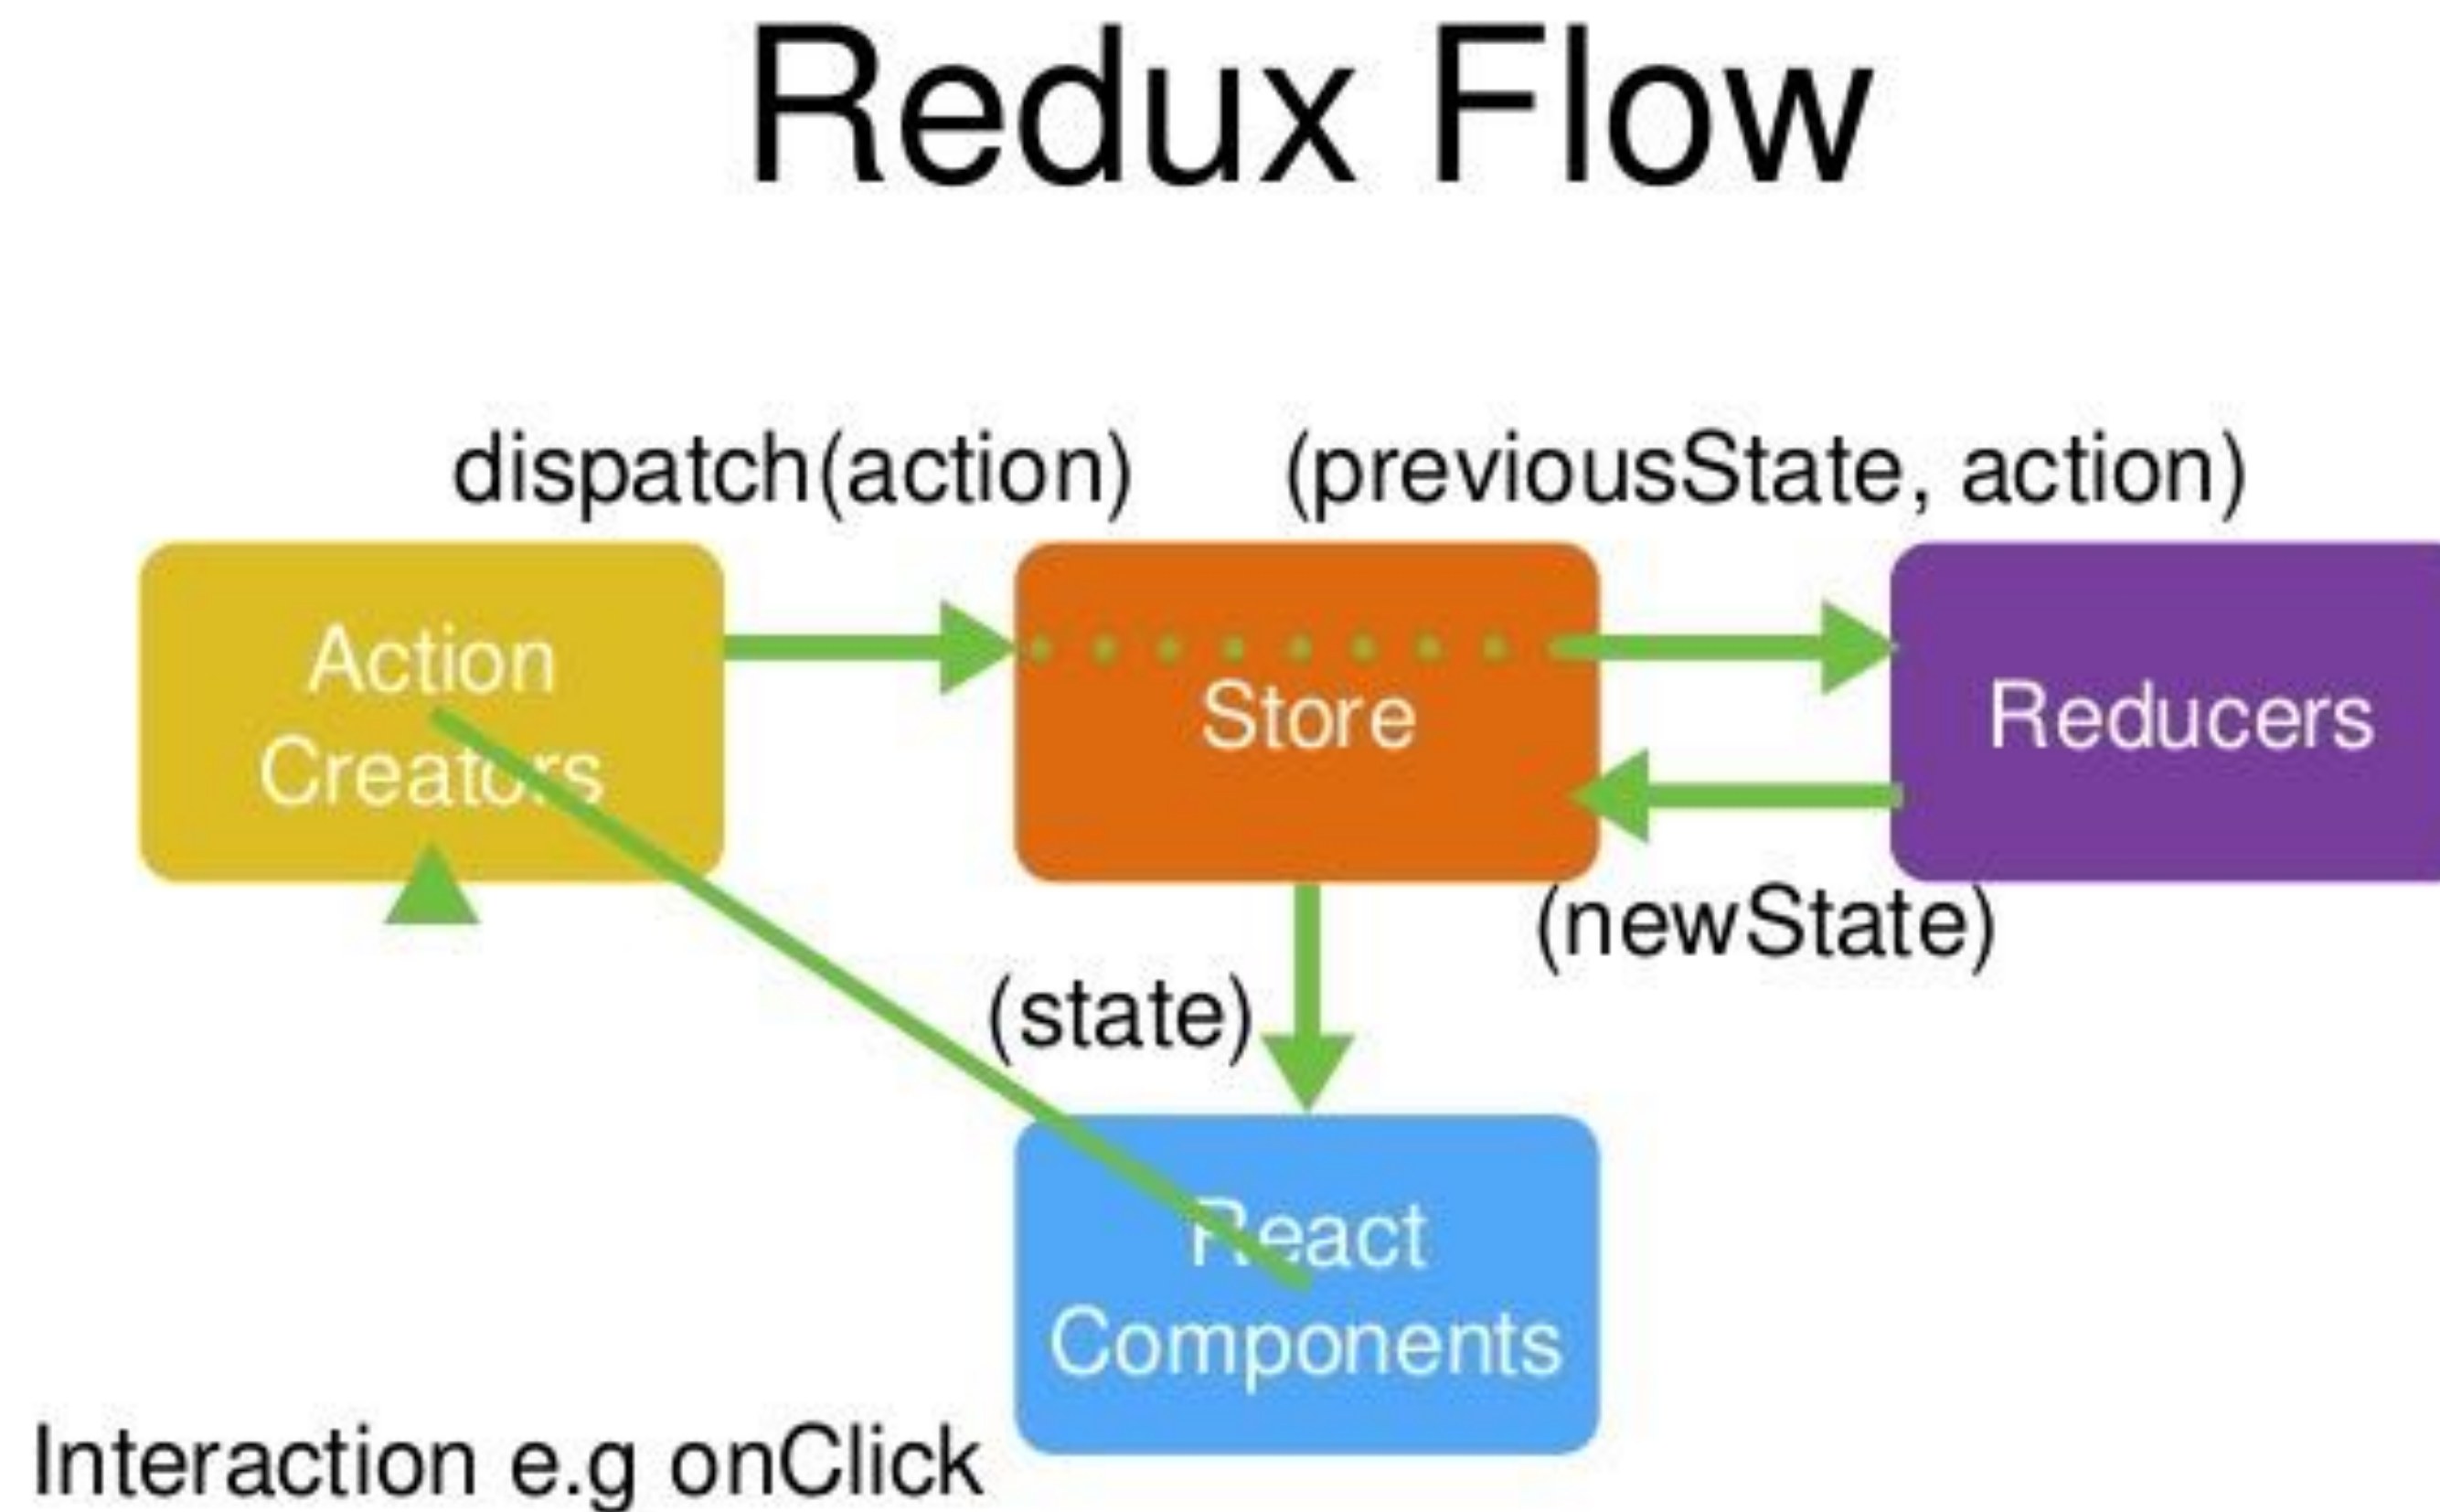 Redux Flow
dispatch(action)
(previousState, action)
Action
Creators
Store
Reducers
(newState)
(state)
React
Components
Interaction e.g onClick